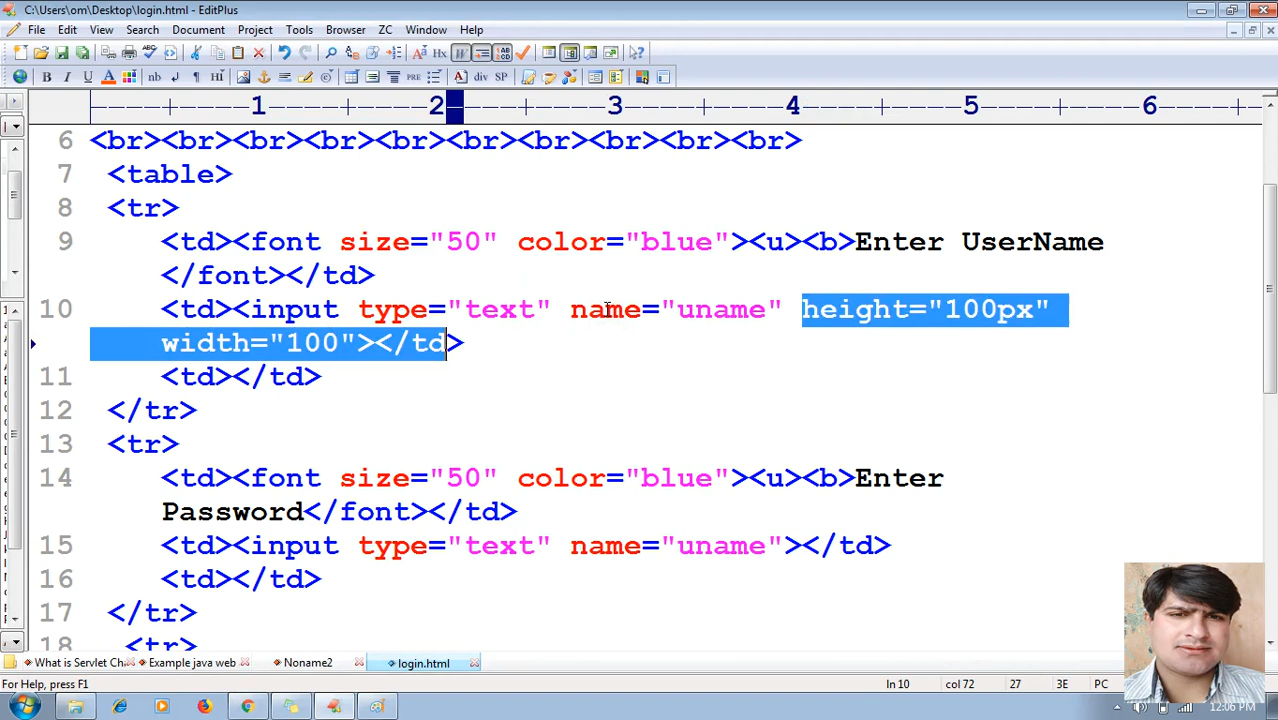 C:\Users\om\Desktop\login.html - EditPlus
File Edit View Search Document Project Tools Browser ZC Window Help
1 2 3 4 5 6
6 <br><br><br><br><br><br><br><br><br><br>
7 <table>
8 <tr>
9 <td><font size="50" color="blue"><u><b>Enter UserName
</font></td>
10 <td><input type="text" name="uname" height="100px"
width="100"></td>
11 <td></td>
12 </tr>
13 <tr>
14 <td><font size="50" color="blue"><u><b>Enter
Password</font></td>
15 <td><input type="text" name="uname"></td>
16 <td></td>
17 </tr>
18 <tr>
What is Servlet Ch Example java web Noname2 login.html
For Help, press F1 ln 10 col 72 27 3E PC
12:06 PM